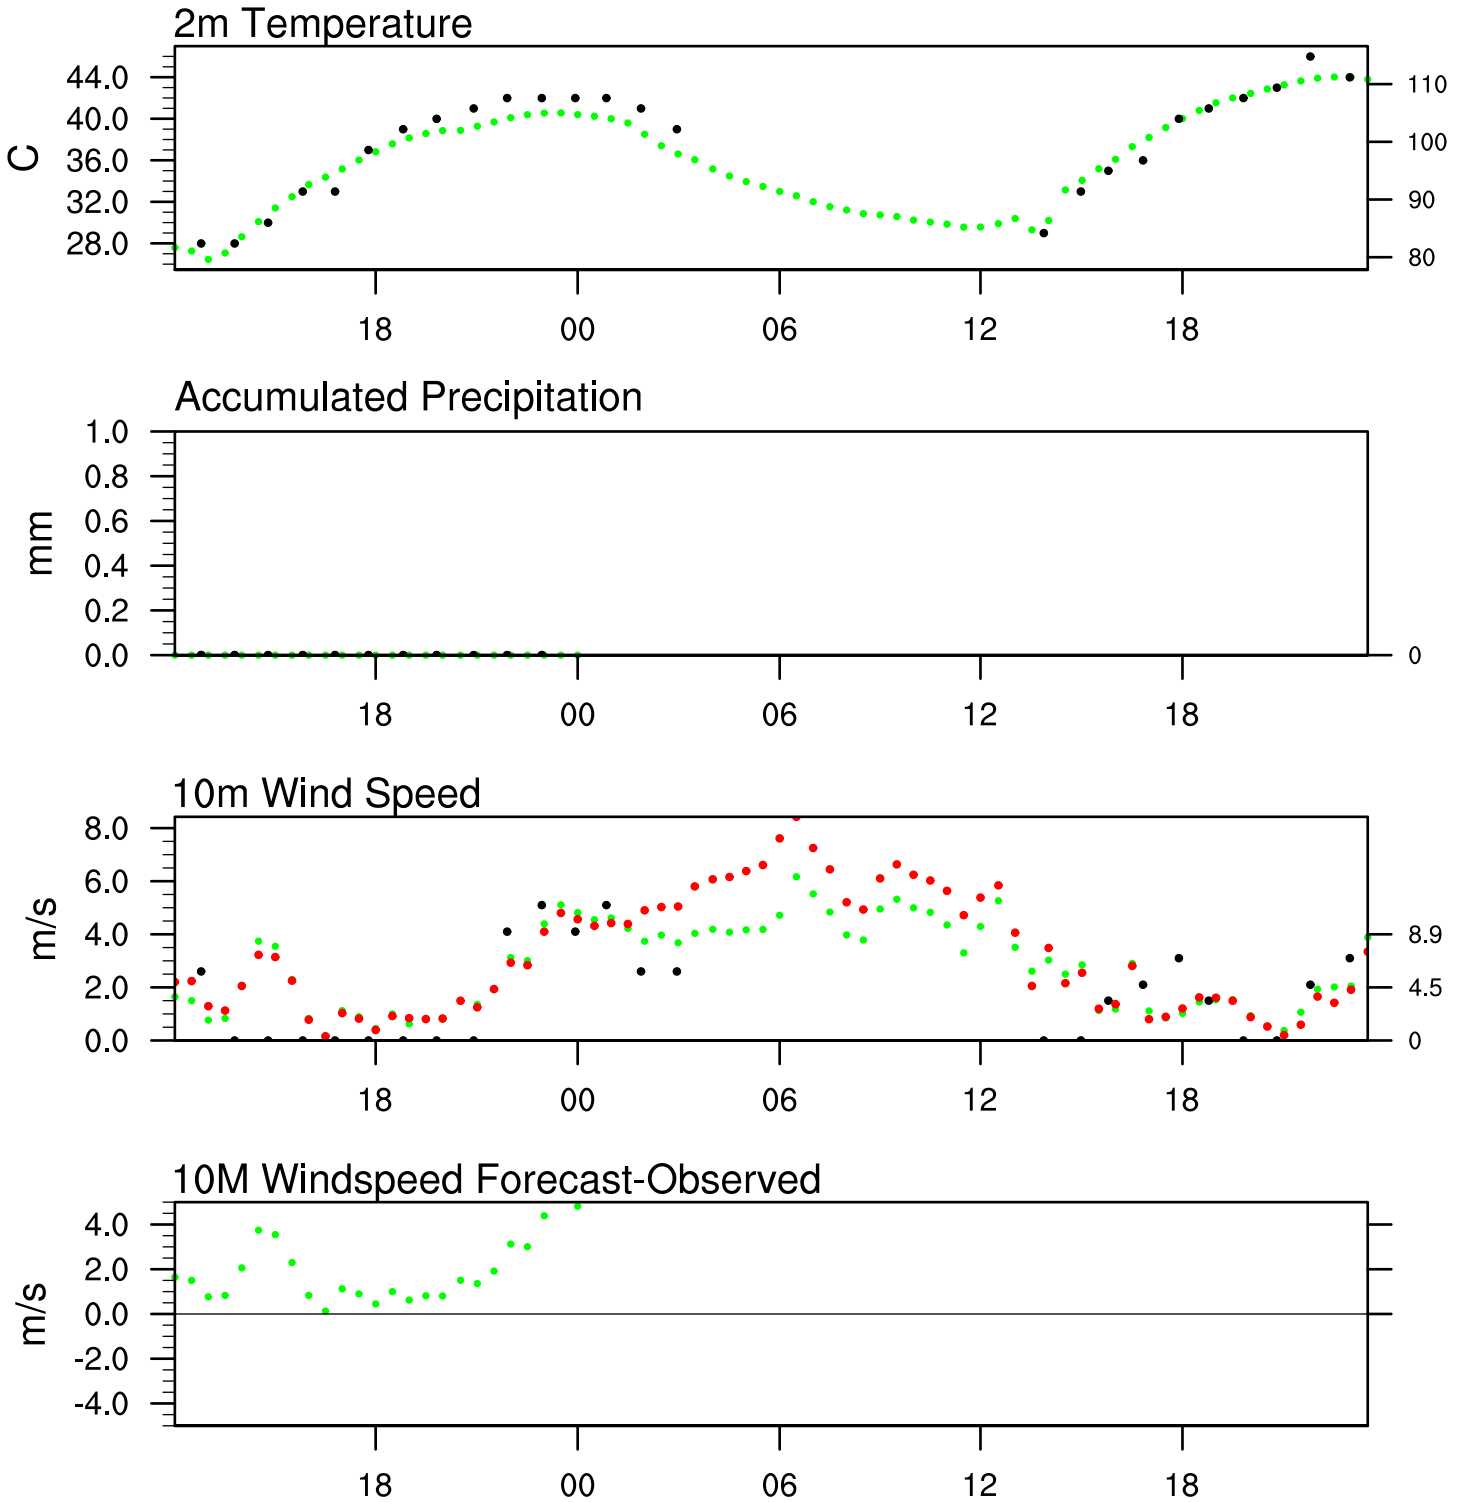 2m Temperature
44.0
40.0
36.0
32.0
28.0
C
110
100
90
80
18 00 06 12 18
Accumulated Precipitation
1.0
0.8
0.6
0.4
0.2
0.0
mm
0
18 00 06 12 18
10m Wind Speed
8.0
6.0
4.0
2.0
0.0
m/s
8.9
4.5
0
18 00 06 12 18
10M Windspeed Forecast-Observed
4.0
2.0
0.0
-2.0
-4.0
m/s
18 00 06 12 18